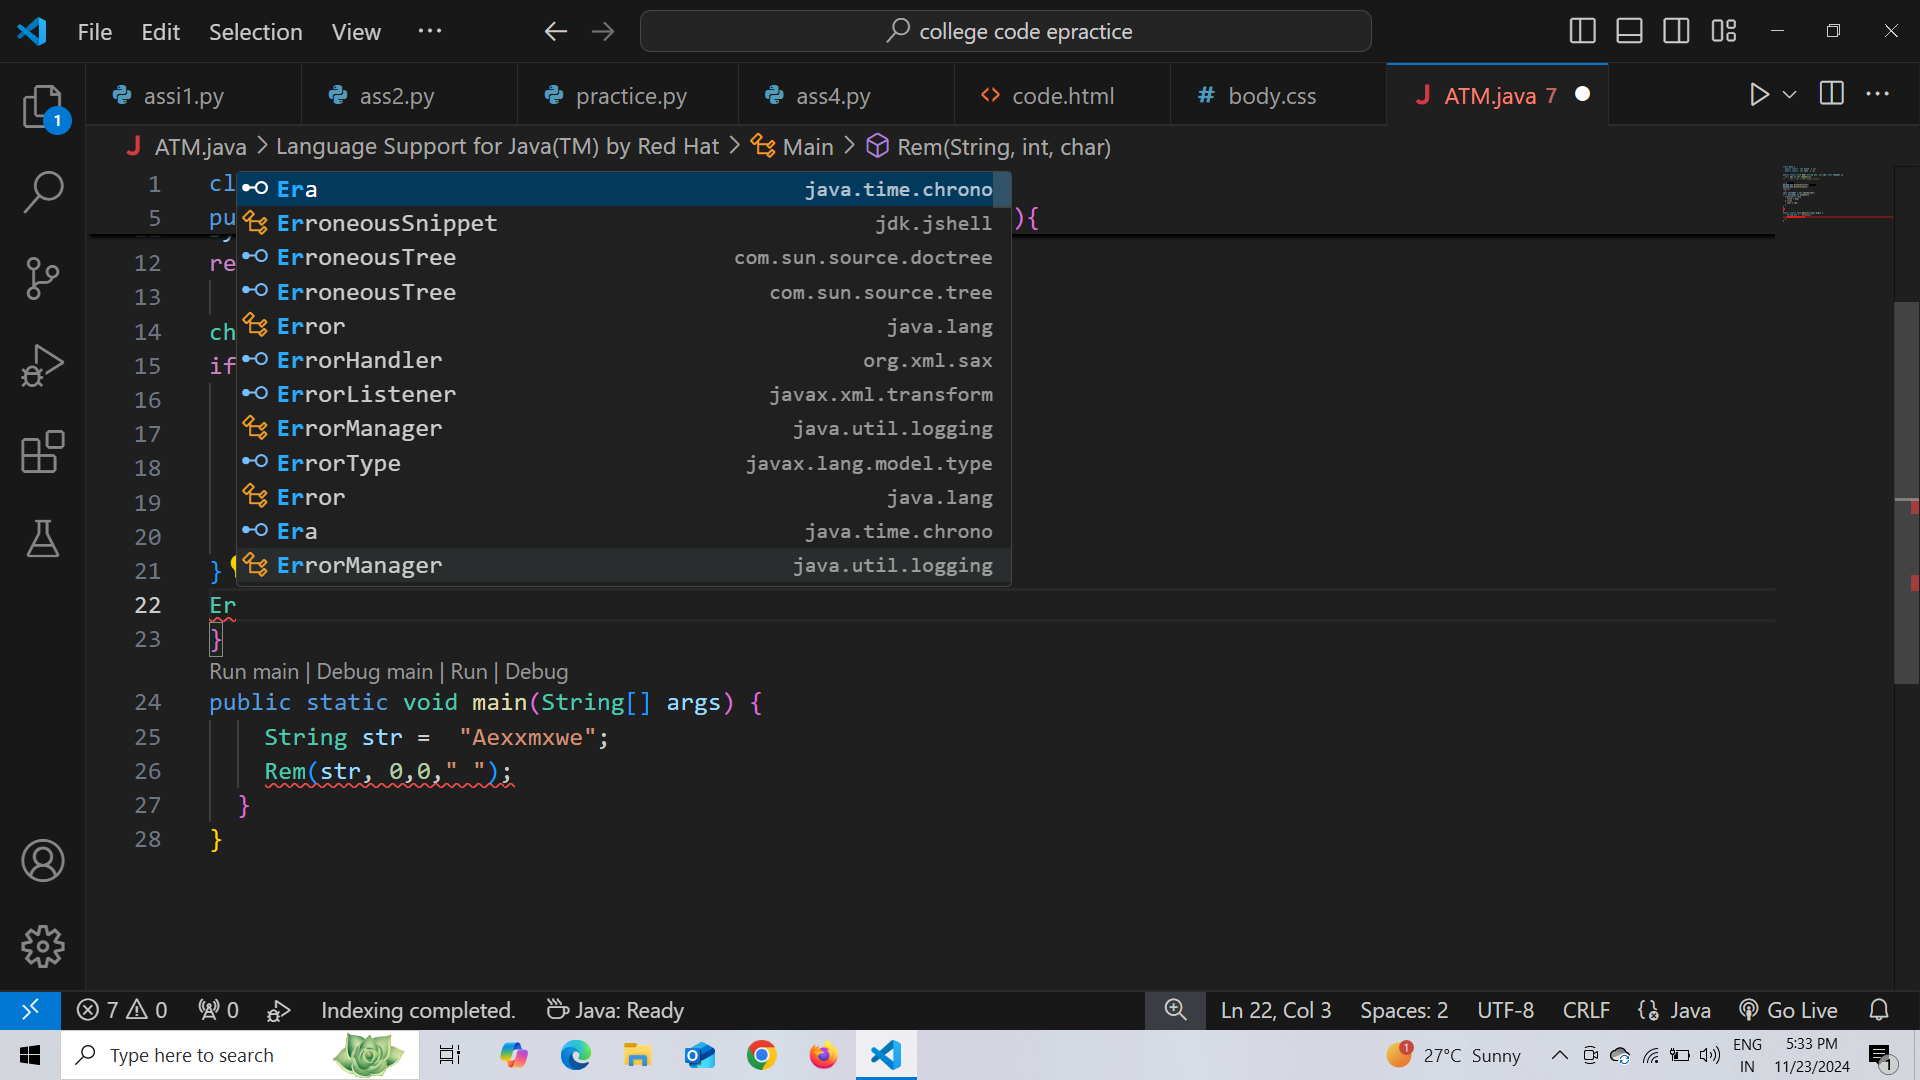 File Edit Selection View ··· college code epractice
assi1.py ass2.py practice.py ass4.py code.html body.css ATM.java 7
1
ATM.java > Language Support for Java(TM) by Red Hat > Main > Rem(String, int, char)
1 cl
5 pu ){
12 re
13
14 ch
15 if
16
17
18
19
20
21 }
Era java.time.chrono
ErroneousSnippet jdk.jshell
ErroneousTree com.sun.source.doctree
ErroneousTree com.sun.source.tree
Error java.lang
ErrorHandler org.xml.sax
ErrorListener javax.xml.transform
ErrorManager java.util.logging
ErrorType javax.lang.model.type
Error java.lang
Era java.time.chrono
ErrorManager java.util.logging
22 Er
23 }
Run main | Debug main | Run | Debug
24 public static void main(String[] args) {
25 String str =  "Aexxmxwe";
26 Rem(str, 0,0," ");
27 }
28 }
7 0 0 Indexing completed. Java: Ready Ln 22, Col 3 Spaces: 2 UTF-8 CRLF Java Go Live
Type here to search 1 27°C Sunny ENG IN 5:33 PM 11/23/2024 1